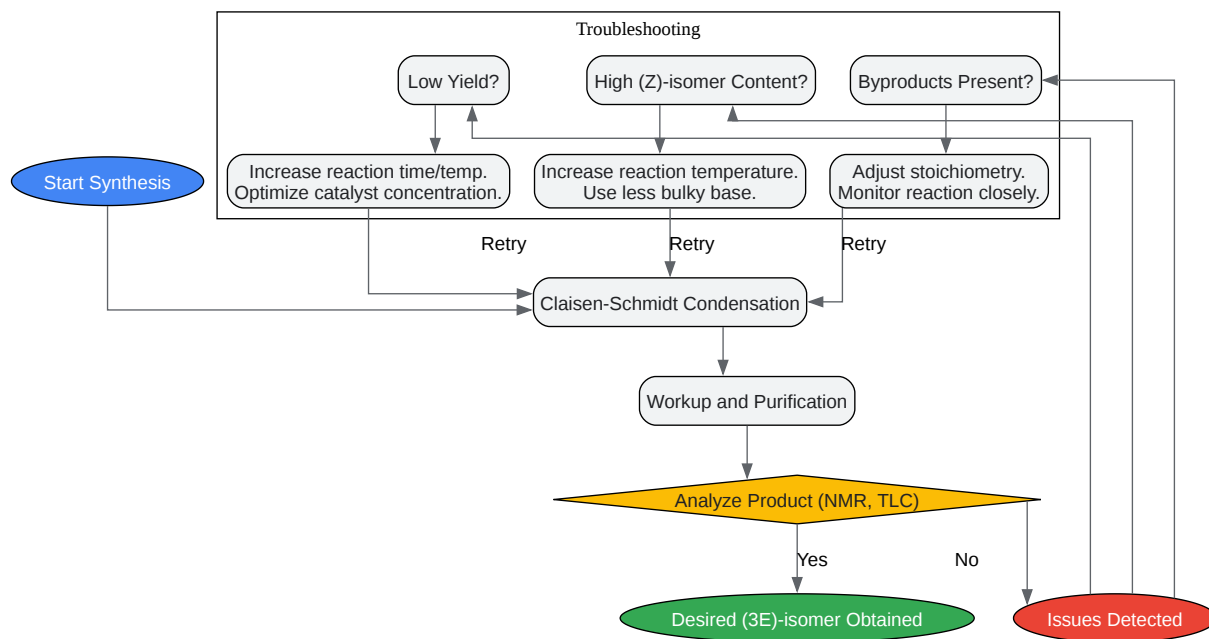 Troubleshooting
Low Yield?
High (Z)-isomer Content?
Byproducts Present?
Start Synthesis
Increase reaction time/temp.
Optimize catalyst concentration.
Increase reaction temperature.
Use less bulky base.
Adjust stoichiometry.
Monitor reaction closely.
Retry
Retry
Retry
Claisen-Schmidt Condensation
Workup and Purification
Analyze Product (NMR, TLC)
Yes
No
Desired (3E)-isomer Obtained
Issues Detected